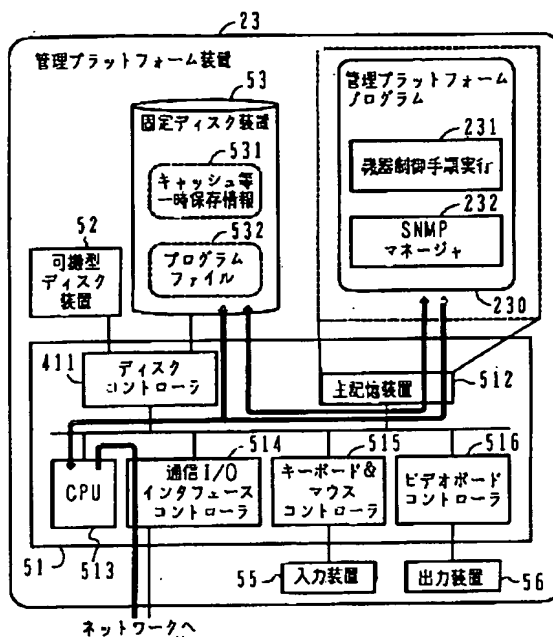 23
管理プラットフォーム装置
53
固定ディスク装置
531
キャッシュ等
一時保存情報
532
プログラム
ファイル
52
可搬型
ディスク
装置
管理プラットフォーム
プログラム
231
機器制御手順実行
232
SNMP
マネージャ
230
411
ディスク
コントローラ
主記憶装置
512
514
515
516
CPU
通信I/O
インタフェース
コントローラ
キーボード&
マウス
コントローラ
ビデオボード
コントローラ
51
513
55
入力装置
出力装置
56
ネットワークへ